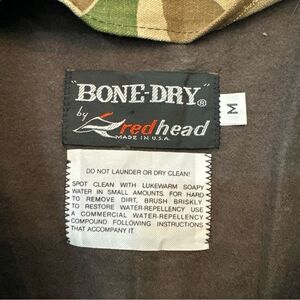 "BONE-DRY"®
by redhead
MADE IN U.S.A.
M
DO NOT LAUNDER OR DRY CLEAN!
SPOT CLEAN WITH LUKEWARM SOAPY
WATER IN SMALL AMOUNTS. FOR HARD
TO REMOVE DIRT, BRUSH BRISKLY
TO RESTORE WATER-REPELLENCY USE
A COMMERCIAL WATER-REPELLENCY
COMPOUND FOLLOWING INSTRUCTIONS
THAT ACCOMPANY IT.